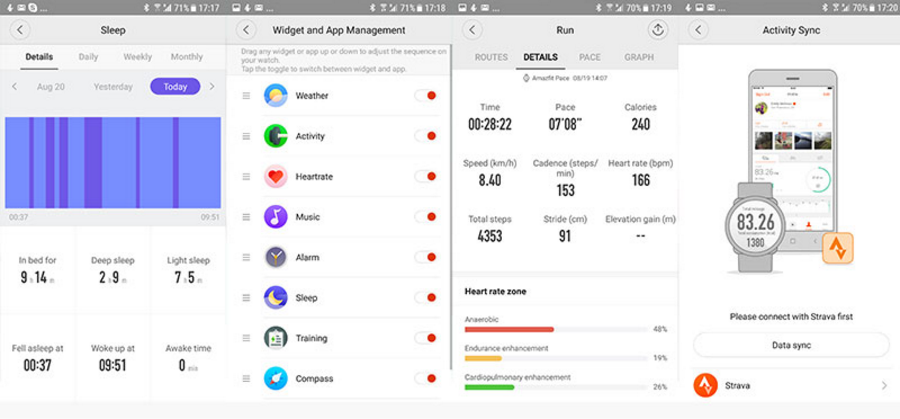 71% 17:17
Sleep
Details Daily Weekly Monthly
Aug 20 Yesterday Today
00:37 09:51
In bed for Deep sleep Light sleep
9 h 14 m 2 h 9 m 7 h 5 m
Fell asleep at Woke up at Awake time
00:37 09:51 0 min
71% 17:18
Widget and App Management
Drag any widget or app up or down to adjust the sequence on
your watch.
Tap the toggle to switch between widget and app.
Weather
Activity
Heartrate
Music
Alarm
Sleep
Training
Compass
70% 17:19
Run
ROUTES DETAILS PACE GRAPH
Amazfit Pace 08/19 14:07
Time Pace Calories
00:28:22 07'08" 240
Speed (km/h) Cadence (steps/
min) Heart rate (bpm)
8.40 153 166
Total steps Stride (cm) Elevation gain (m)
4353 91 --
Heart rate zone
Anaerobic
48%
Endurance enhancement
19%
Cardiopulmonary enhancement
26%
70% 17:20
Activity Sync
83.26
1380
Please connect with Strava first
Data sync
Strava